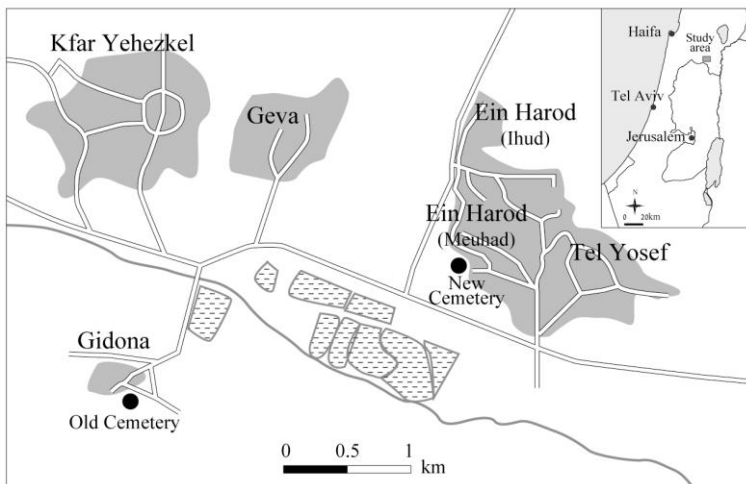 Kfar Yehezkel
Geva
Ein Harod
(Ihud)
Ein Harod
(Meuhad)
Tel Yosef
New
Cemetery
Gidona
Old Cemetery
0 0.5 1
km
Haifa
Study
area
Tel Aviv
Jerusalem
N
0 20km